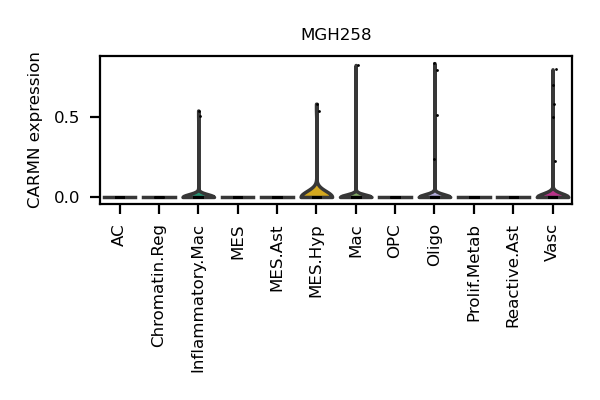 MGH258
CARMN expression
0.5
0.0
AC
Chromatin.Reg
Inflammatory.Mac
MES
MES.Ast
MES.Hyp
Mac
OPC
Oligo
Prolif.Metab
Reactive.Ast
Vasc